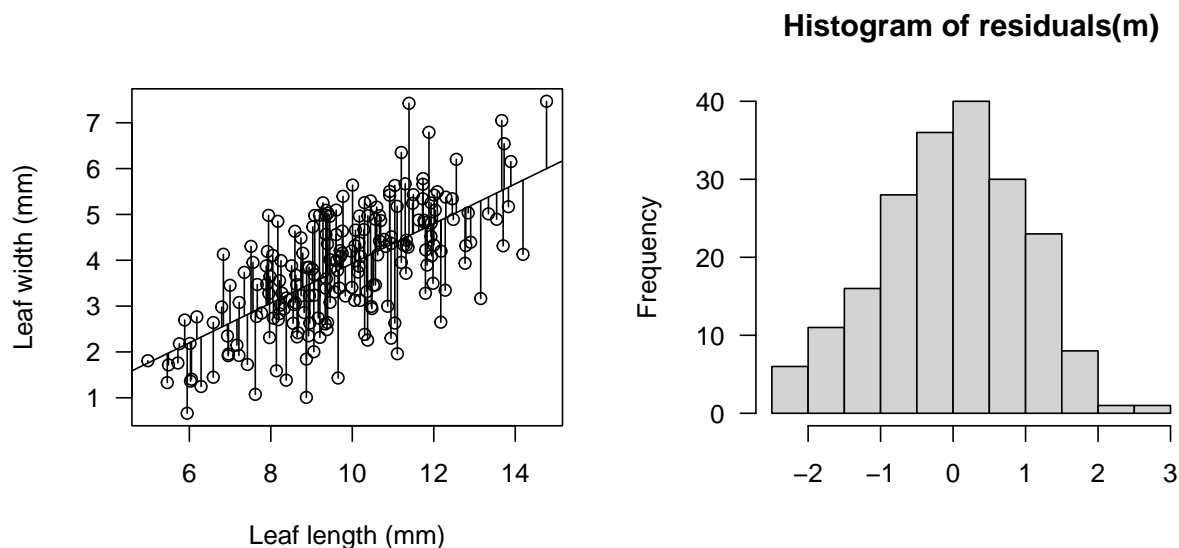 Leaf width (mm)
7
6
5
4
3
2
1
6 8 10 12 14
Leaf length (mm)
Histogram of residuals(m)
Frequency
40
30
20
10
0
−2 −1 0 1 2 3